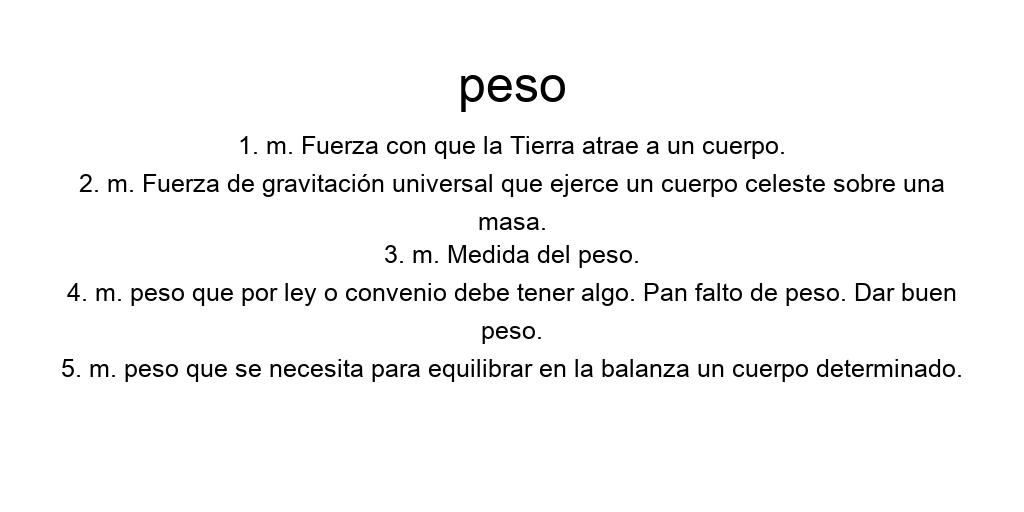 peso
1. m. Fuerza con que la Tierra atrae a un cuerpo.
2. m. Fuerza de gravitación universal que ejerce un cuerpo celeste sobre una
masa.
3. m. Medida del peso.
4. m. peso que por ley o convenio debe tener algo. Pan falto de peso. Dar buen
peso.
5. m. peso que se necesita para equilibrar en la balanza un cuerpo determinado.